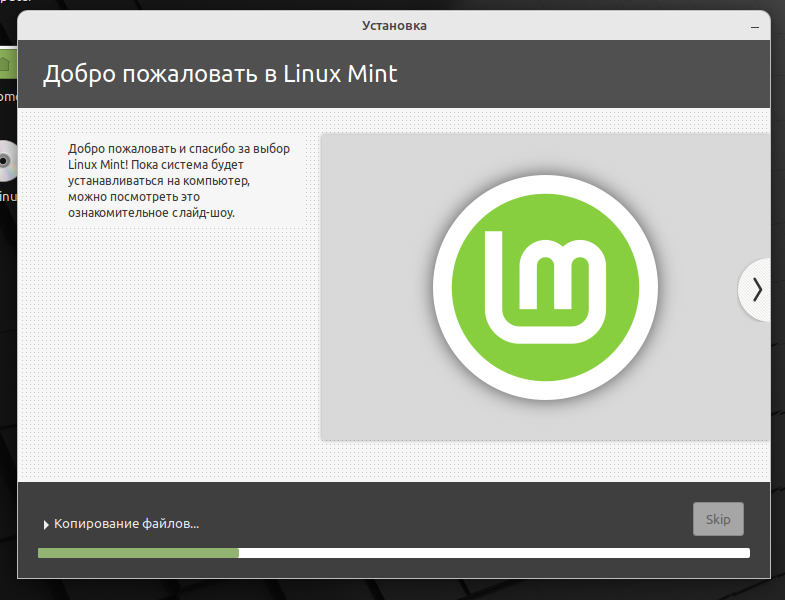 Установка
Добро пожаловать в Linux Mint
Добро пожаловать и спасибо за выбор
Linux Mint! Пока система будет
устанавливаться на компьютер,
можно посмотреть это
ознакомительное слайд-шоу.
Копирование файлов...
Skip